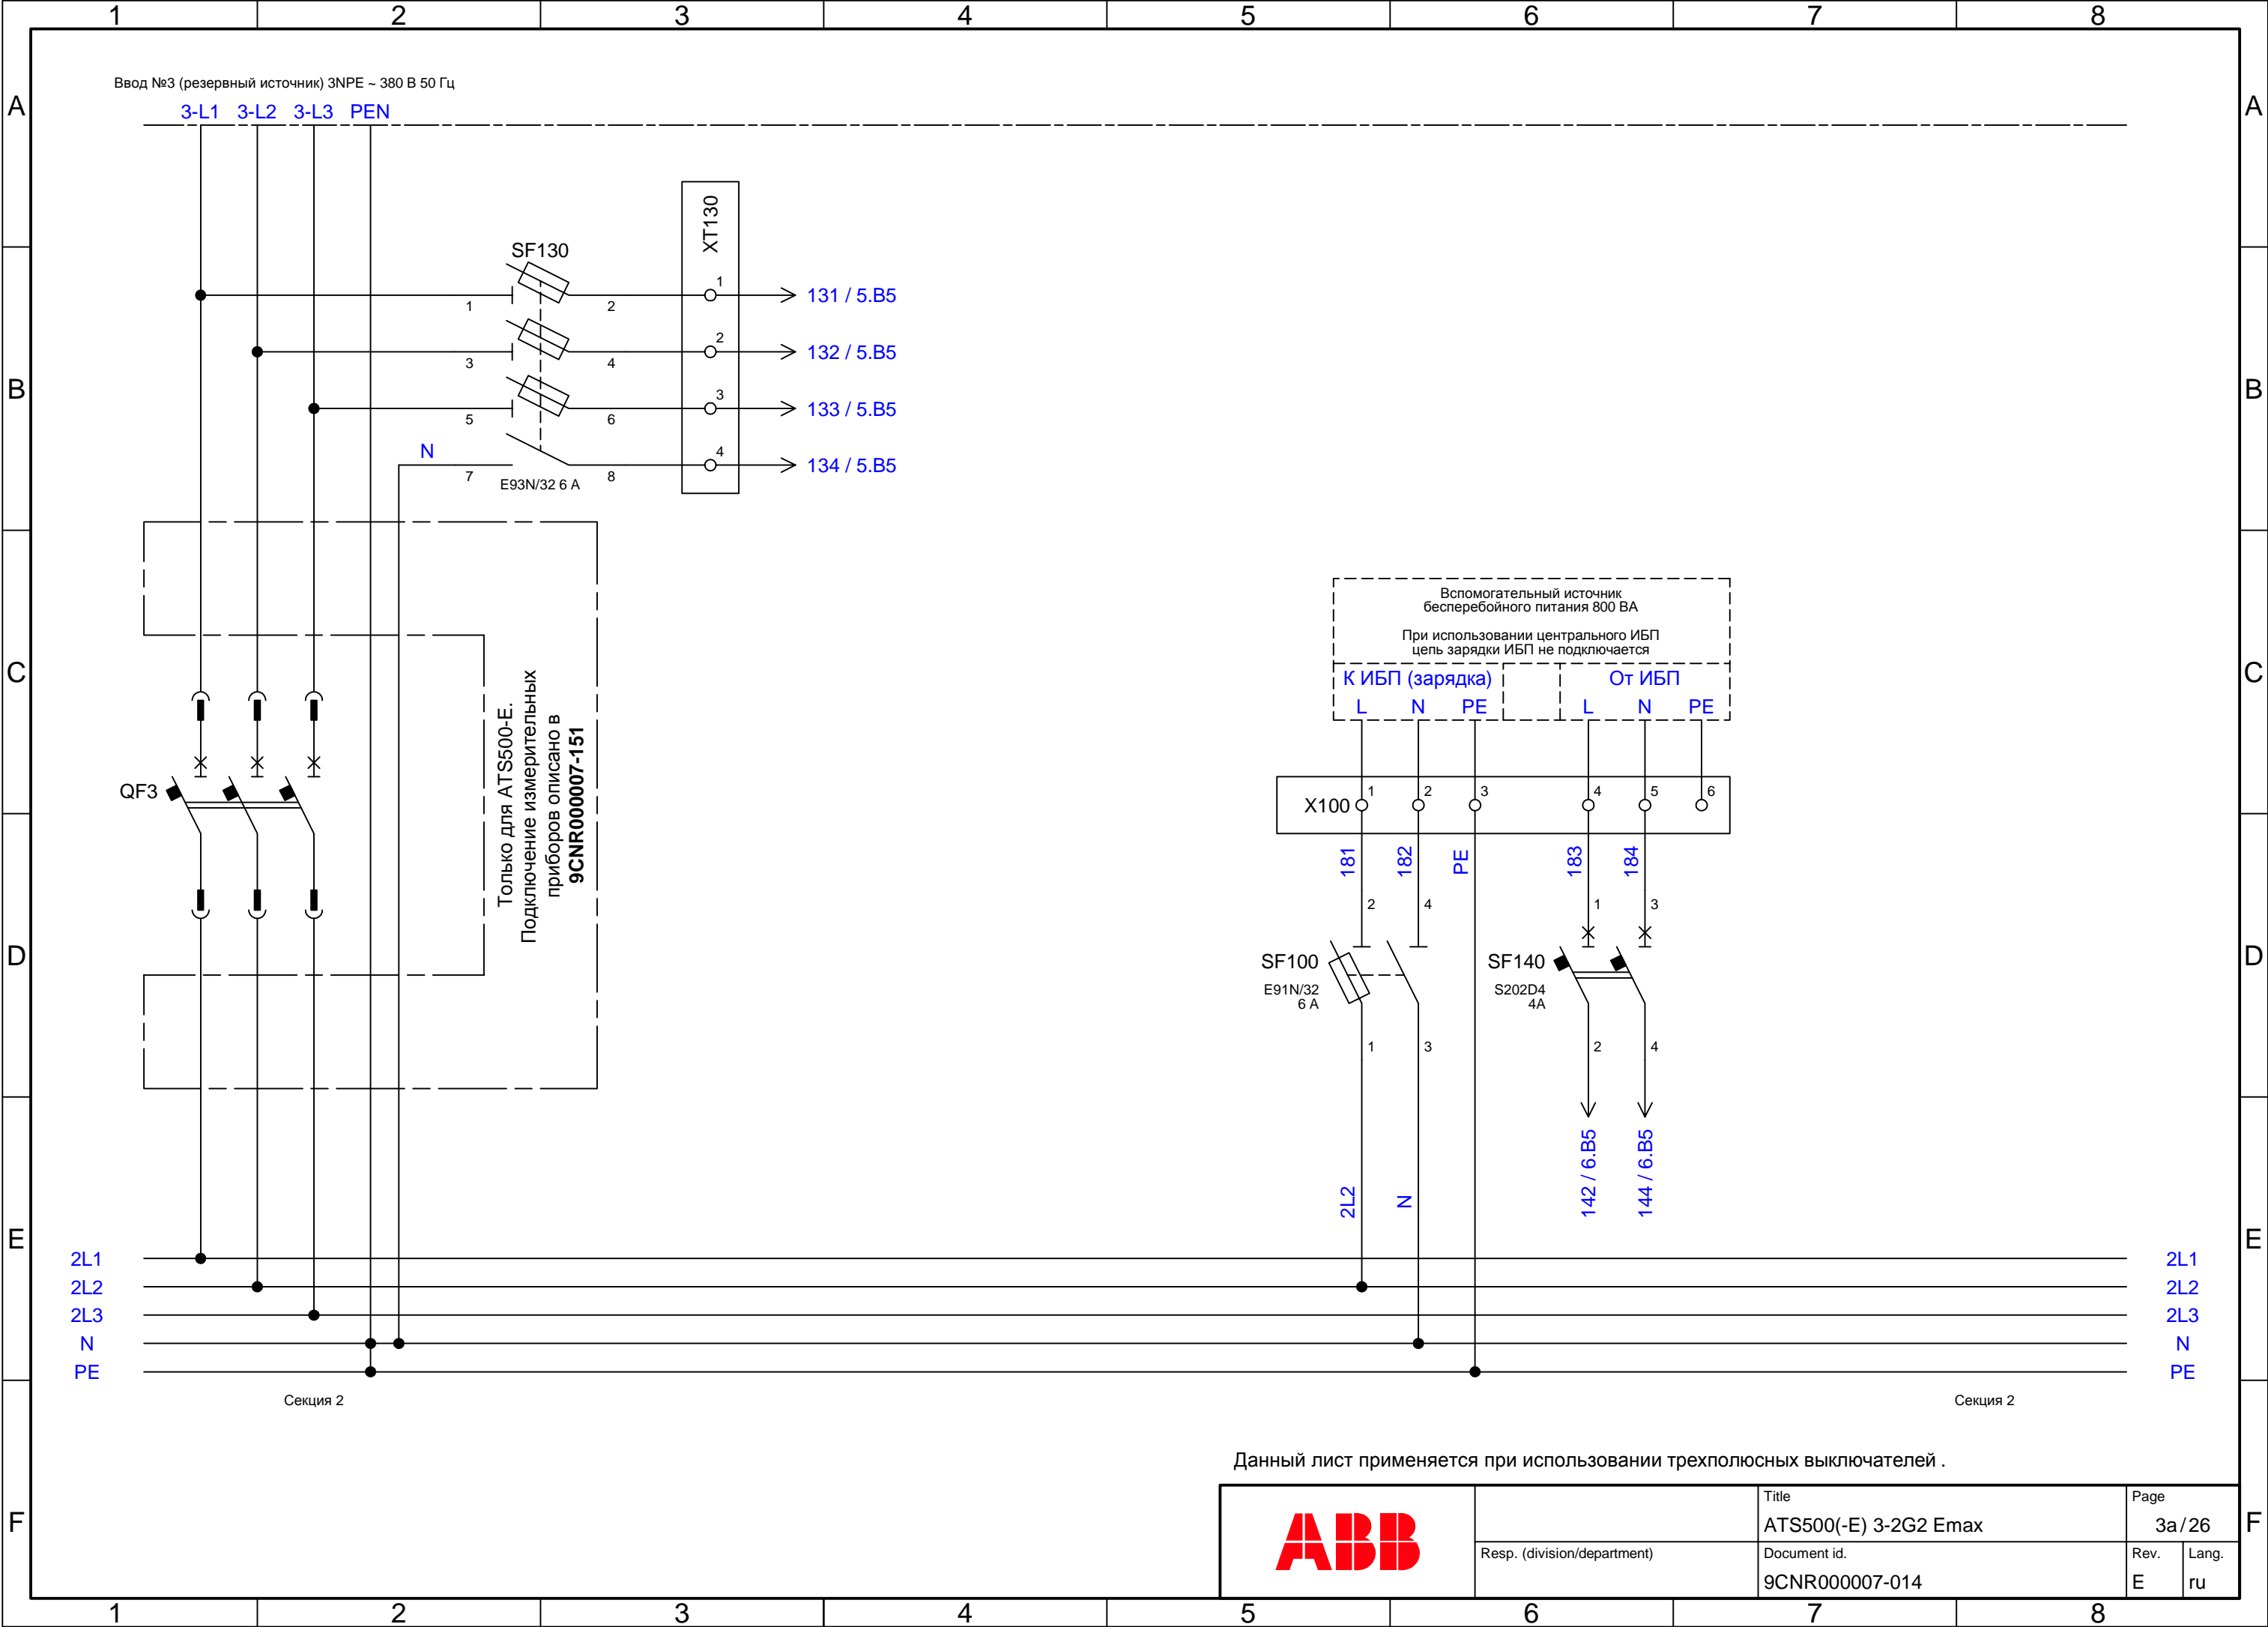 1 2 3 4 5 6 7 8
A A
Ввод №3 (резервный источник) 3NPE ~ 380 В 50 Гц
3-L1 3-L2 3-L3 PEN
XT130
SF130
1 2 1 131 / 5.B5
3 4 2 132 / 5.B5
B B
5 6 3 133 / 5.B5
N
7 8 4 134 / 5.B5
E93N/32 6 A
Вспомогательный источник
бесперебойного питания 800 ВА
При использовании центрального ИБП
цепь зарядки ИБП не подключается
C C
К ИБП (зарядка) От ИБП
L N PE L N PE
Только для ATS500-E.
Подключение измерительных
приборов описано в
9CNR000007-151
QF3
X100 1 2 3 4 5 6
181 182 PE 183 184
2 4 1 3
D D
SF100 SF140
E91N/32 S202D4
6 A 4A
1 3 2 4
142 / 6.B5 144 / 6.B5
2L2 N
E E
2L1 2L1
2L2 2L2
2L3 2L3
N N
PE PE
Секция 2 Секция 2
Данный лист применяется при использовании трехполюсных выключателей .
F F
ABB
Title
ATS500(-E) 3-2G2 Emax
Page
3a / 26
Resp. (division/department)
Document id.
9CNR000007-014
Rev. Lang.
E ru
1 2 3 4 5 6 7 8